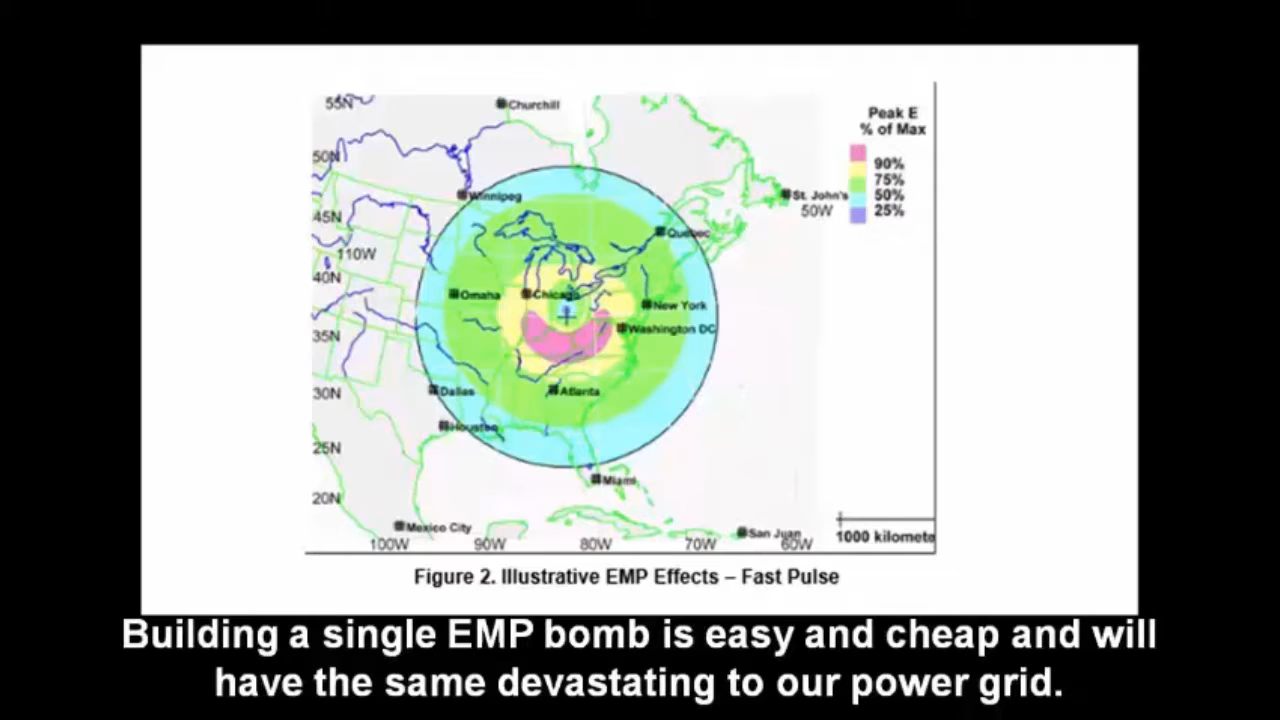 55N
Churchill
Peak E
% of Max
50N
90%
75%
Winnipeg
St. John's
50%
45N
50W
25%
Quebec
110W
40N
Omaha
Chicago
New York
Washington DC
35N
30N
Dallas
Atlanta
Houston
25N
Miami
20N
Mexico City
San Juan
1000 kilomete
100W
90W
80W
70W
60W
Figure 2. Illustrative EMP Effects – Fast Pulse
Building a single EMP bomb is easy and cheap and will
have the same devastating to our power grid.